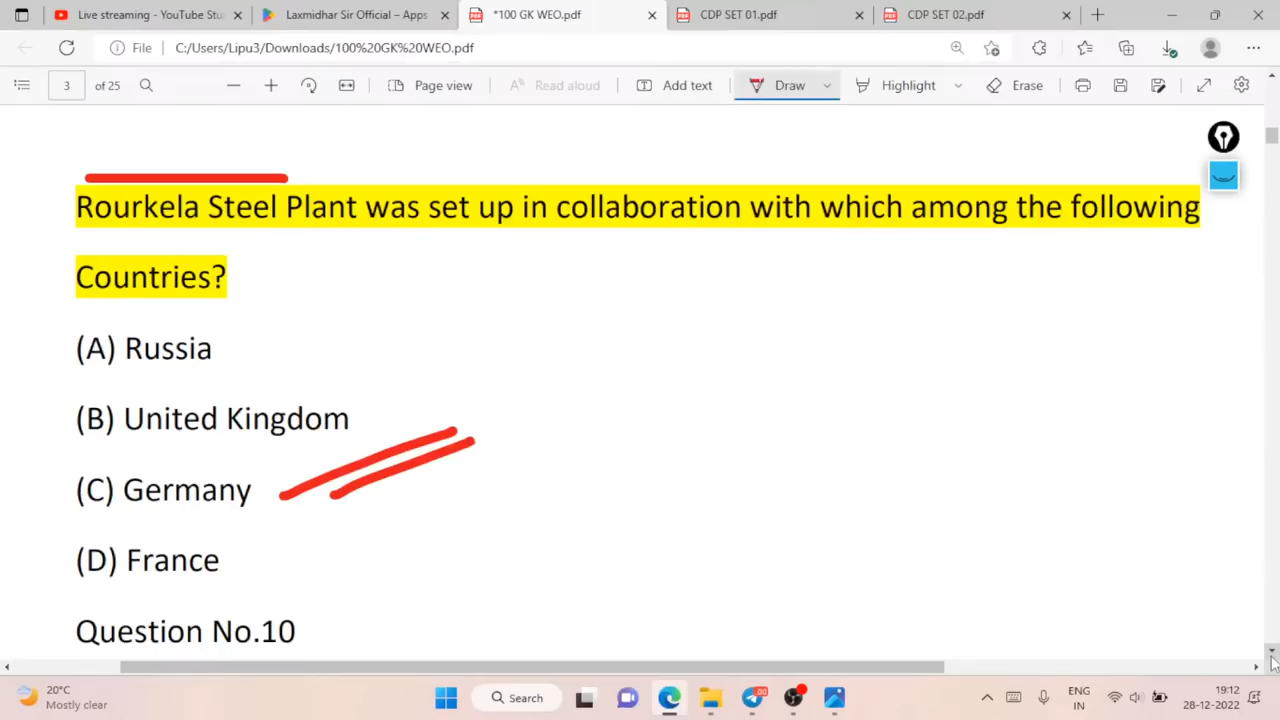 Live streaming - YouTube Stu
Laxmidhar Sir Official – Apps
*100 GK WEO.pdf
CDP SET 01.pdf
CDP SET 02.pdf
File
C:/Users/Lipu3/Downloads/100%20GK%20WEO.pdf
3 of 25
Page view
Read aloud
Add text
Draw
Highlight
Erase
Rourkela Steel Plant was set up in collaboration with which among the following
Countries?
(A) Russia
(B) United Kingdom
(C) Germany
(D) France
Question No.10
20°C
Mostly clear
Search
.00
ENG
IN
19:12
28-12-2022